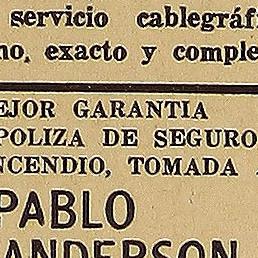 servicio cablegráf
no, exacto y comple
EJOR GARANTIA
POLIZA DE SEGURO
NCENDIO, TOMADA
PABLO
ANDERSON